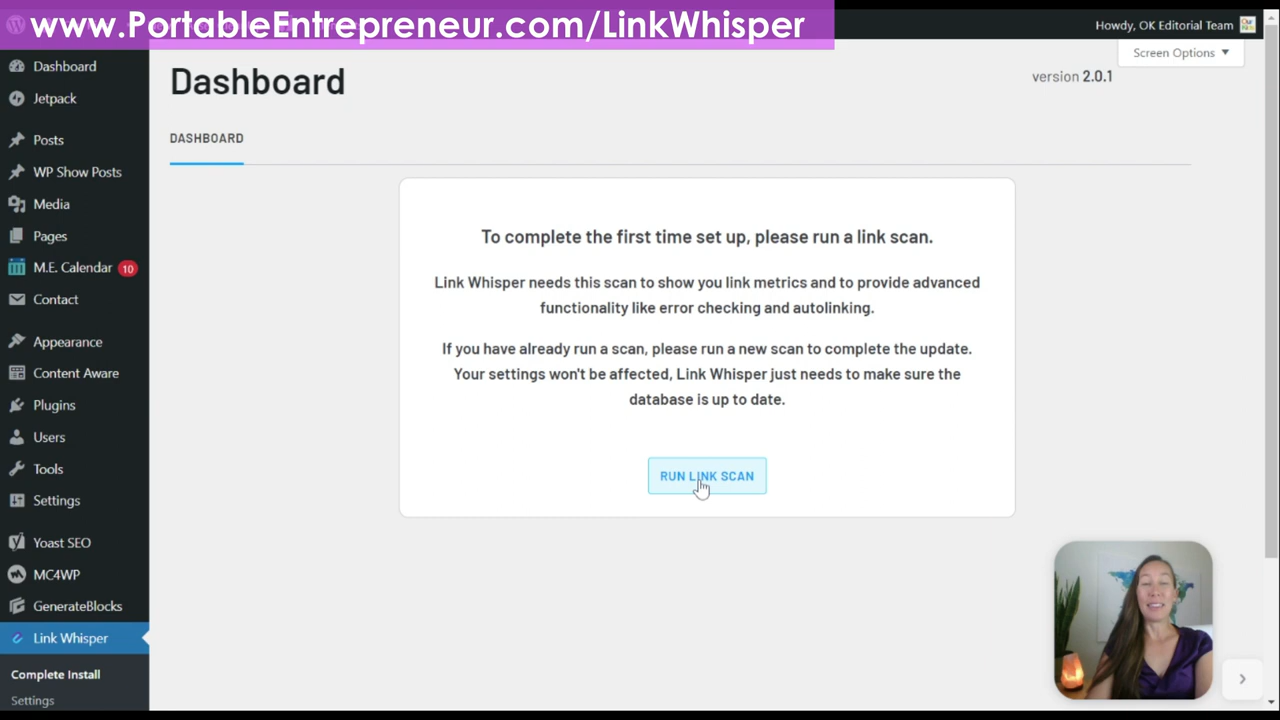 www.PortableEntrepreneur.com/LinkWhisper
Howdy, OK Editorial Team
Screen Options
Dashboard
Jetpack
Posts
WP Show Posts
Media
Pages
M.E. Calendar 10
Contact
Appearance
Content Aware
Plugins
Users
Tools
Settings
Yoast SEO
MC4WP
GenerateBlocks
Link Whisper
Complete Install
Settings
Dashboard
version 2.0.1
DASHBOARD
To complete the first time set up, please run a link scan.
Link Whisper needs this scan to show you link metrics and to provide advanced
functionality like error checking and autolinking.
If you have already run a scan, please run a new scan to complete the update.
Your settings won't be affected, Link Whisper just needs to make sure the
database is up to date.
RUN LINK SCAN